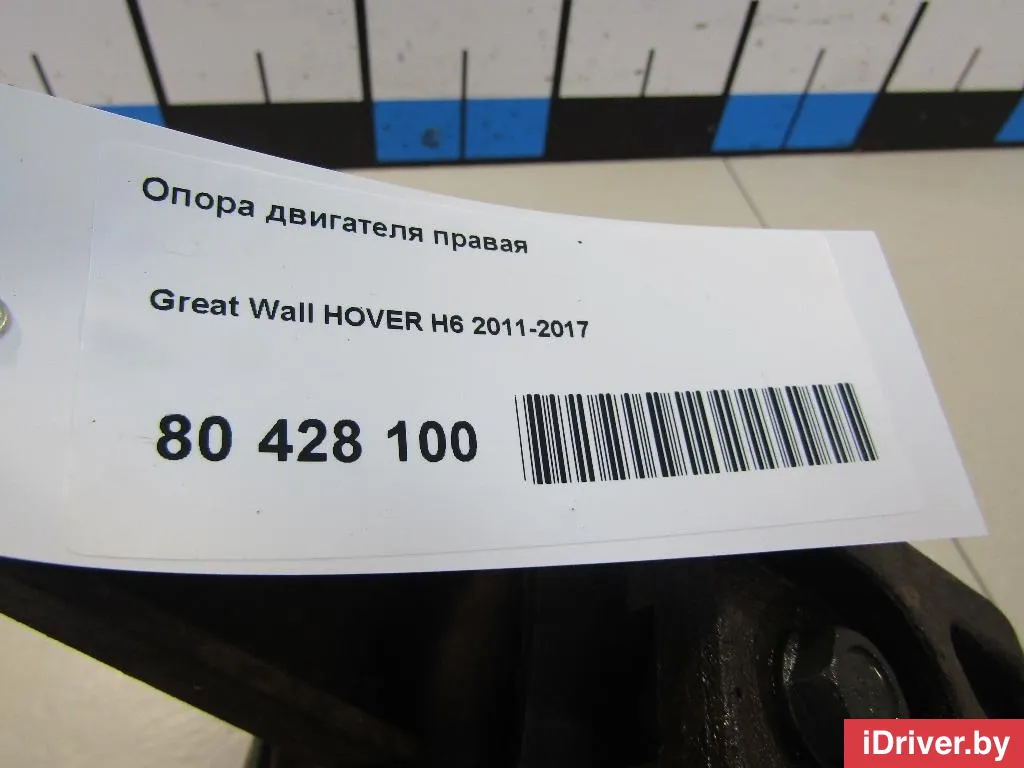 Опора двигателя правая
Great Wall HOVER H6 2011-2017
80 428 100
iDriver.by